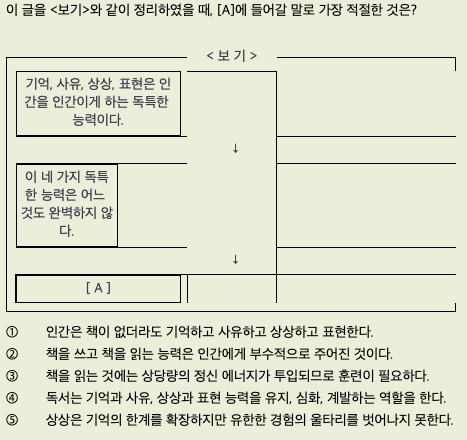 이 글을 <보기>와 같이 정리하였을 때, [A]에 들어갈 말로 가장 적절한 것은?
< 보 기 >
기억, 사유, 상상, 표현은 인
간을 인간이게 하는 독특한
능력이다.
↓
이 네 가지 독특
한 능력은 어느
것도 완벽하지 않
다.
↓
[ A ]
① 인간은 책이 없더라도 기억하고 사유하고 상상하고 표현한다.
② 책을 쓰고 책을 읽는 능력은 인간에게 부수적으로 주어진 것이다.
③ 책을 읽는 것에는 상당량의 정신 에너지가 투입되므로 훈련이 필요하다.
④ 독서는 기억과 사유, 상상과 표현 능력을 유지, 심화, 계발하는 역할을 한다.
⑤ 상상은 기억의 한계를 확장하지만 유한한 경험의 울타리를 벗어나지 못한다.